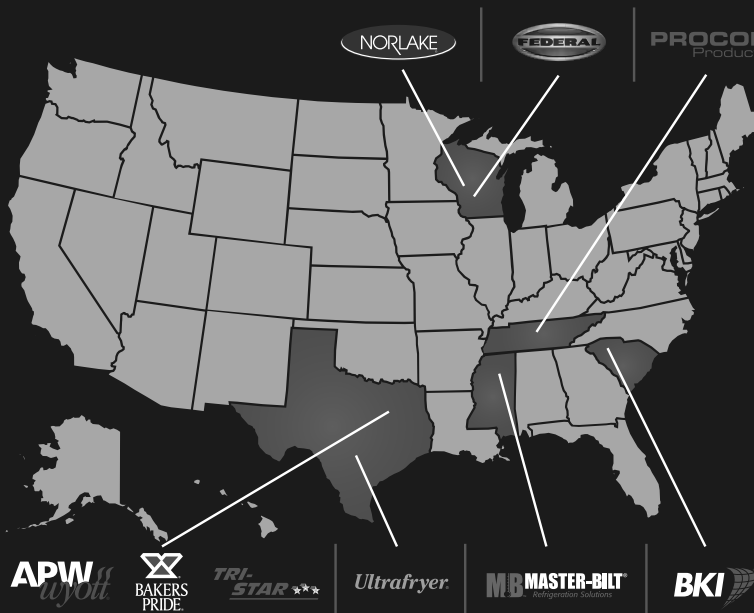 NORLAKE
FEDERAL
PROCO
Produc
APW
wyott
BAKERS
PRIDE
TRI-
STAR
Ultrafryer
MB MASTER-BILT
Refrigeration Solutions
BKI